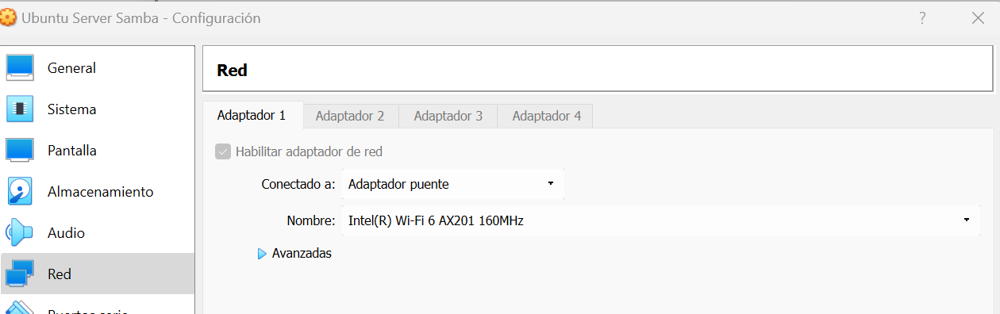 Ubuntu Server Samba - Configuración
?
General
Sistema
Pantalla
Almacenamiento
Audio
Red
Red
Adaptador 1 Adaptador 2 Adaptador 3 Adaptador 4
Habilitar adaptador de red
Conectado a: Adaptador puente
Nombre: Intel(R) Wi-Fi 6 AX201 160MHz
Avanzadas